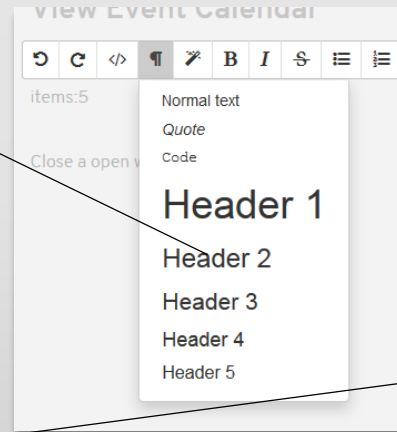 View Event Calendar
</> ¶ B I S
items:5
Normal text
Quote
Close a open
Code
Header 1
Header 2
Header 3
Header 4
Header 5